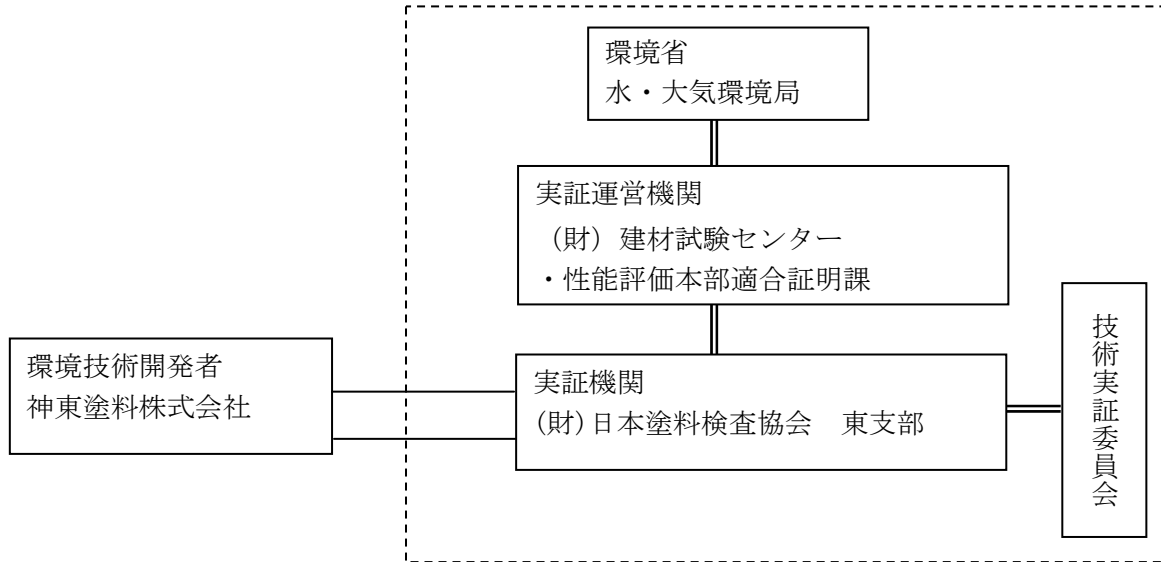 環境省
水・大気環境局
実証運営機関
（財）建材試験センター
・性能評価本部適合証明課
環境技術開発者
神東塗料株式会社
実証機関
(財)日本塗料検査協会　東支部
技術実証委員会